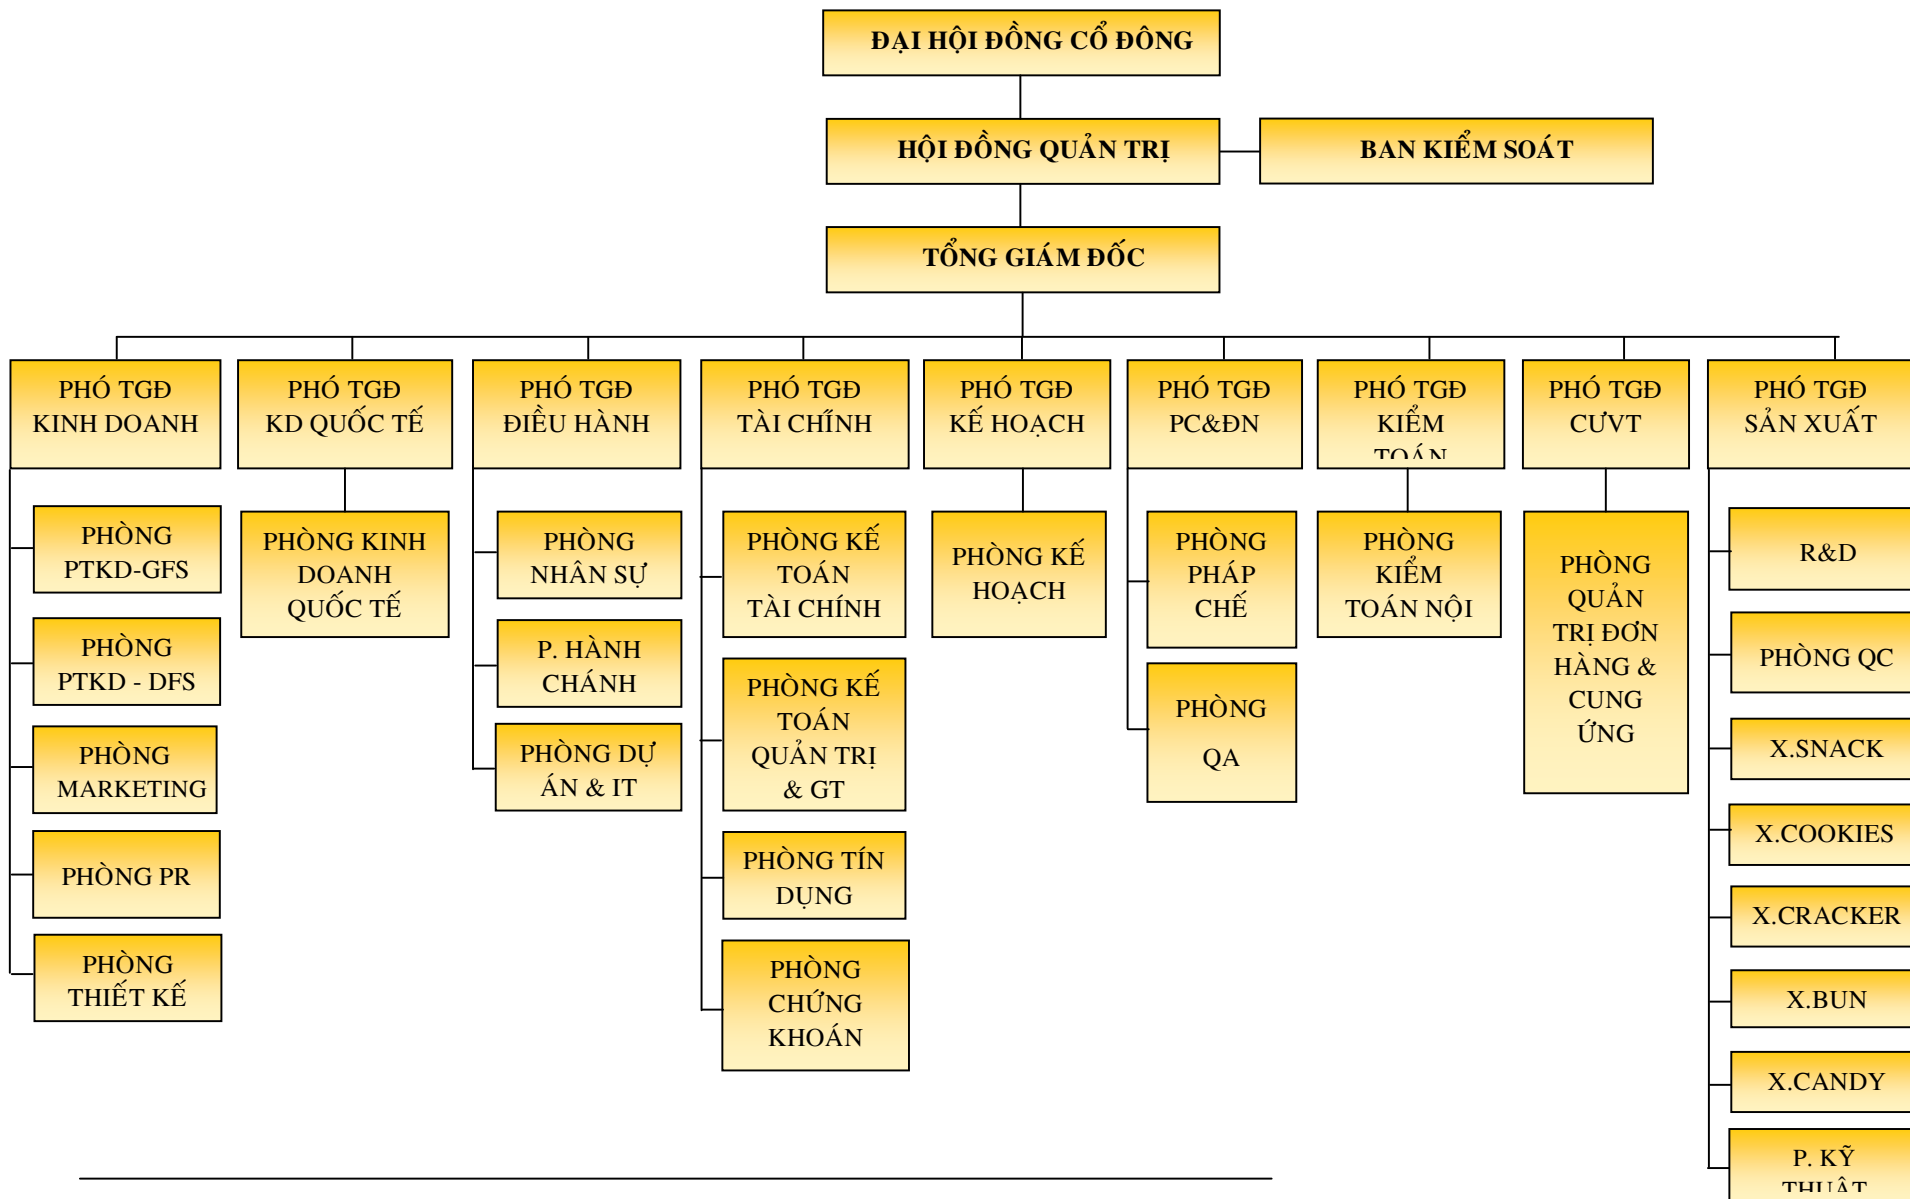 ĐẠI HỘI ĐỒNG CỔ ĐÔNG
HỘI ĐỒNG QUẢN TRỊ
BAN KIỂM SOÁT
TỔNG GIÁM ĐỐC
PHÓ TGĐ
KINH DOANH
PHÓ TGĐ
KD QUỐC TẾ
PHÓ TGĐ
ĐIỀU HÀNH
PHÓ TGĐ
TÀI CHÍNH
PHÓ TGĐ
KẾ HOẠCH
PHÓ TGĐ
PC&ĐN
PHÓ TGĐ
KIỂM
TOÁN
PHÓ TGĐ
CƯVT
PHÓ TGĐ
SẢN XUẤT
PHÒNG
PTKD-GFS
PHÒNG
PTKD - DFS
PHÒNG
MARKETING
PHÒNG PR
PHÒNG
THIẾT KẾ
PHÒNG KINH
DOANH
QUỐC TẾ
PHÒNG
NHÂN SỰ
P. HÀNH
CHÁNH
PHÒNG DỰ
ÁN & IT
PHÒNG KẾ
TOÁN
TÀI CHÍNH
PHÒNG KẾ
TOÁN
QUẢN TRỊ
& GT
PHÒNG TÍN
DỤNG
PHÒNG
CHỨNG
KHOÁN
PHÒNG KẾ
HOẠCH
PHÒNG
PHÁP
CHẾ
PHÒNG
QA
PHÒNG
KIỂM
TOÁN NỘI
PHÒNG
QUẢN
TRỊ ĐƠN
HÀNG &
CUNG
ỨNG
R&D
PHÒNG QC
X.SNACK
X.COOKIES
X.CRACKER
X.BUN
X.CANDY
P. KỸ
THUẬT